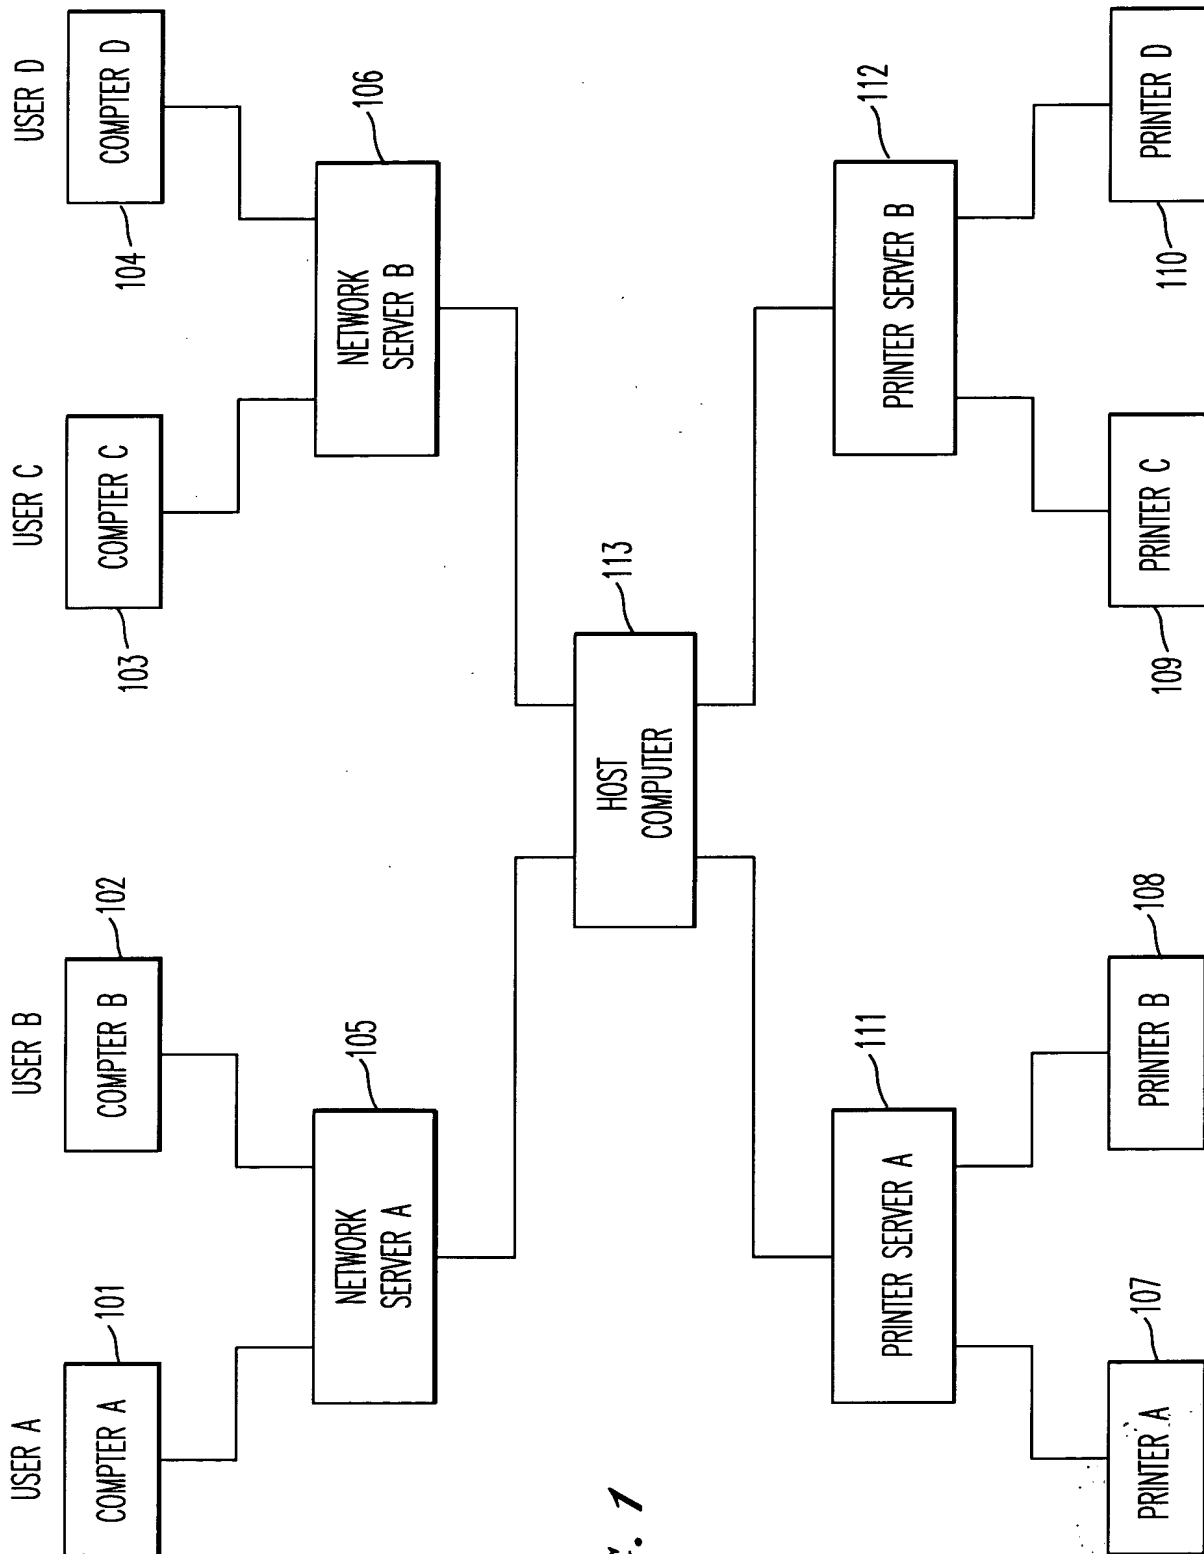 USER A
USER B
USER C
USER D
COMPTER A
COMPTER B
COMPTER C
COMPTER D
101
102
103
104
NETWORK
SERVER A
105
NETWORK
SERVER B
106
HOST
COMPUTER
113
PRINTER SERVER A
111
PRINTER SERVER B
112
PRINTER A
107
PRINTER B
108
PRINTER C
109
PRINTER D
110
. 1